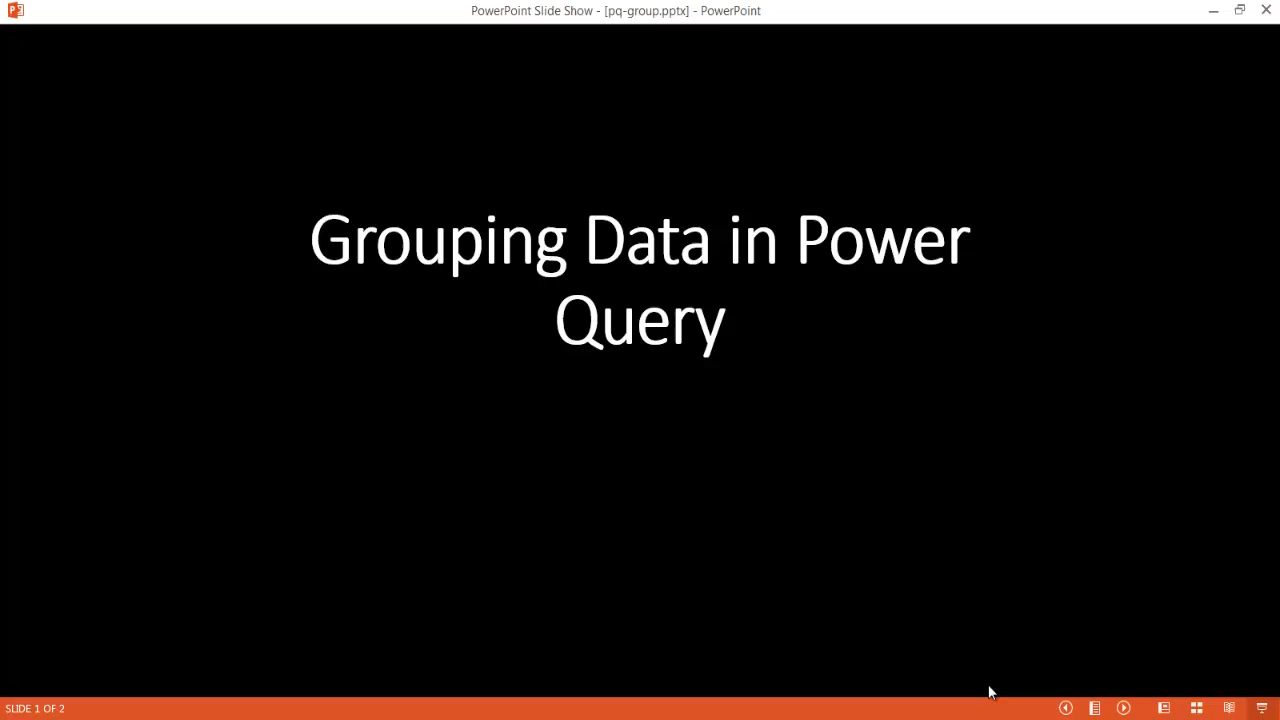 PowerPoint Slide Show - [pq-group.pptx] - PowerPoint
Grouping Data in Power
Query
SLIDE 1 OF 2